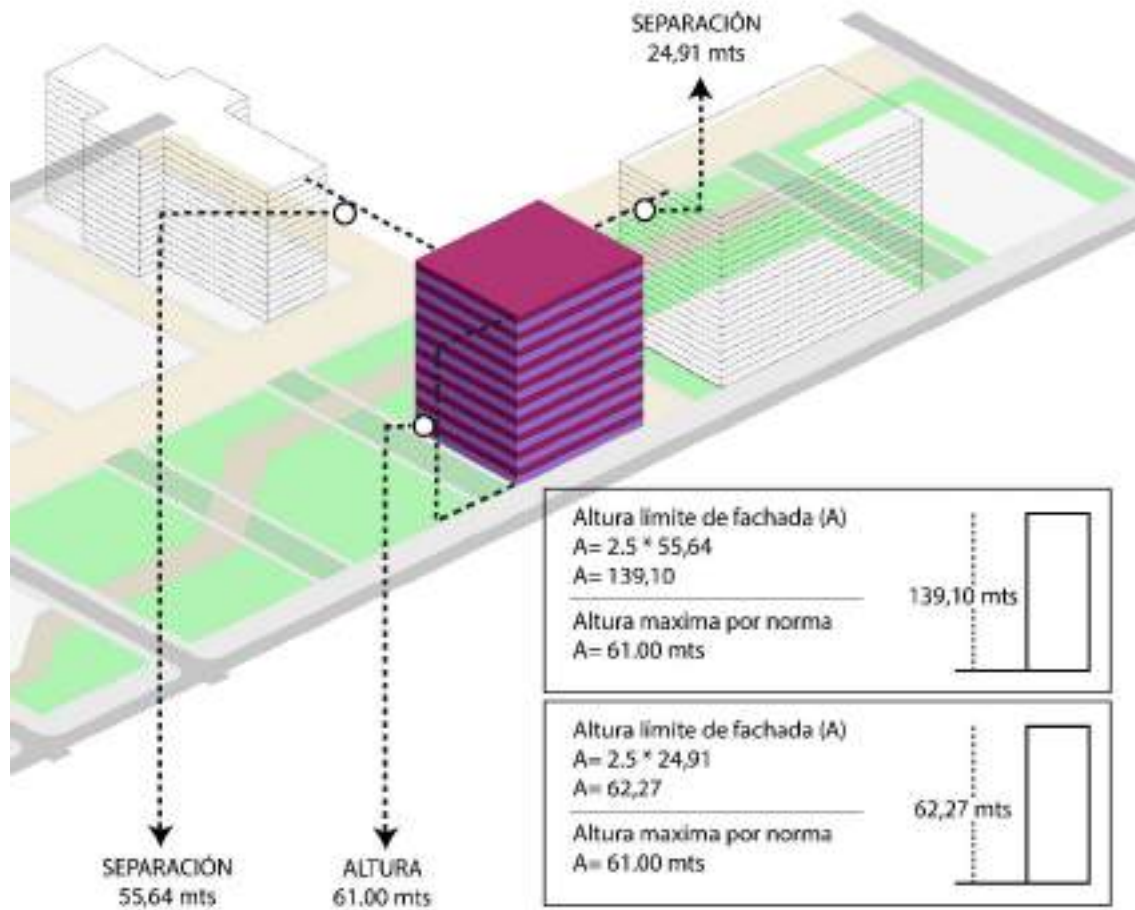 SEPARACIÓN
24,91 mts
Altura límite de fachada (A)
A= 2.5 * 55,64
A= 139,10
Altura maxima por norma
A= 61.00 mts
139,10 mts
Altura límite de fachada (A)
A= 2.5 * 24,91
A= 62,27
Altura maxima por norma
A= 61.00 mts
62,27 mts
SEPARACIÓN
55,64 mts
ALTURA
61.00 mts